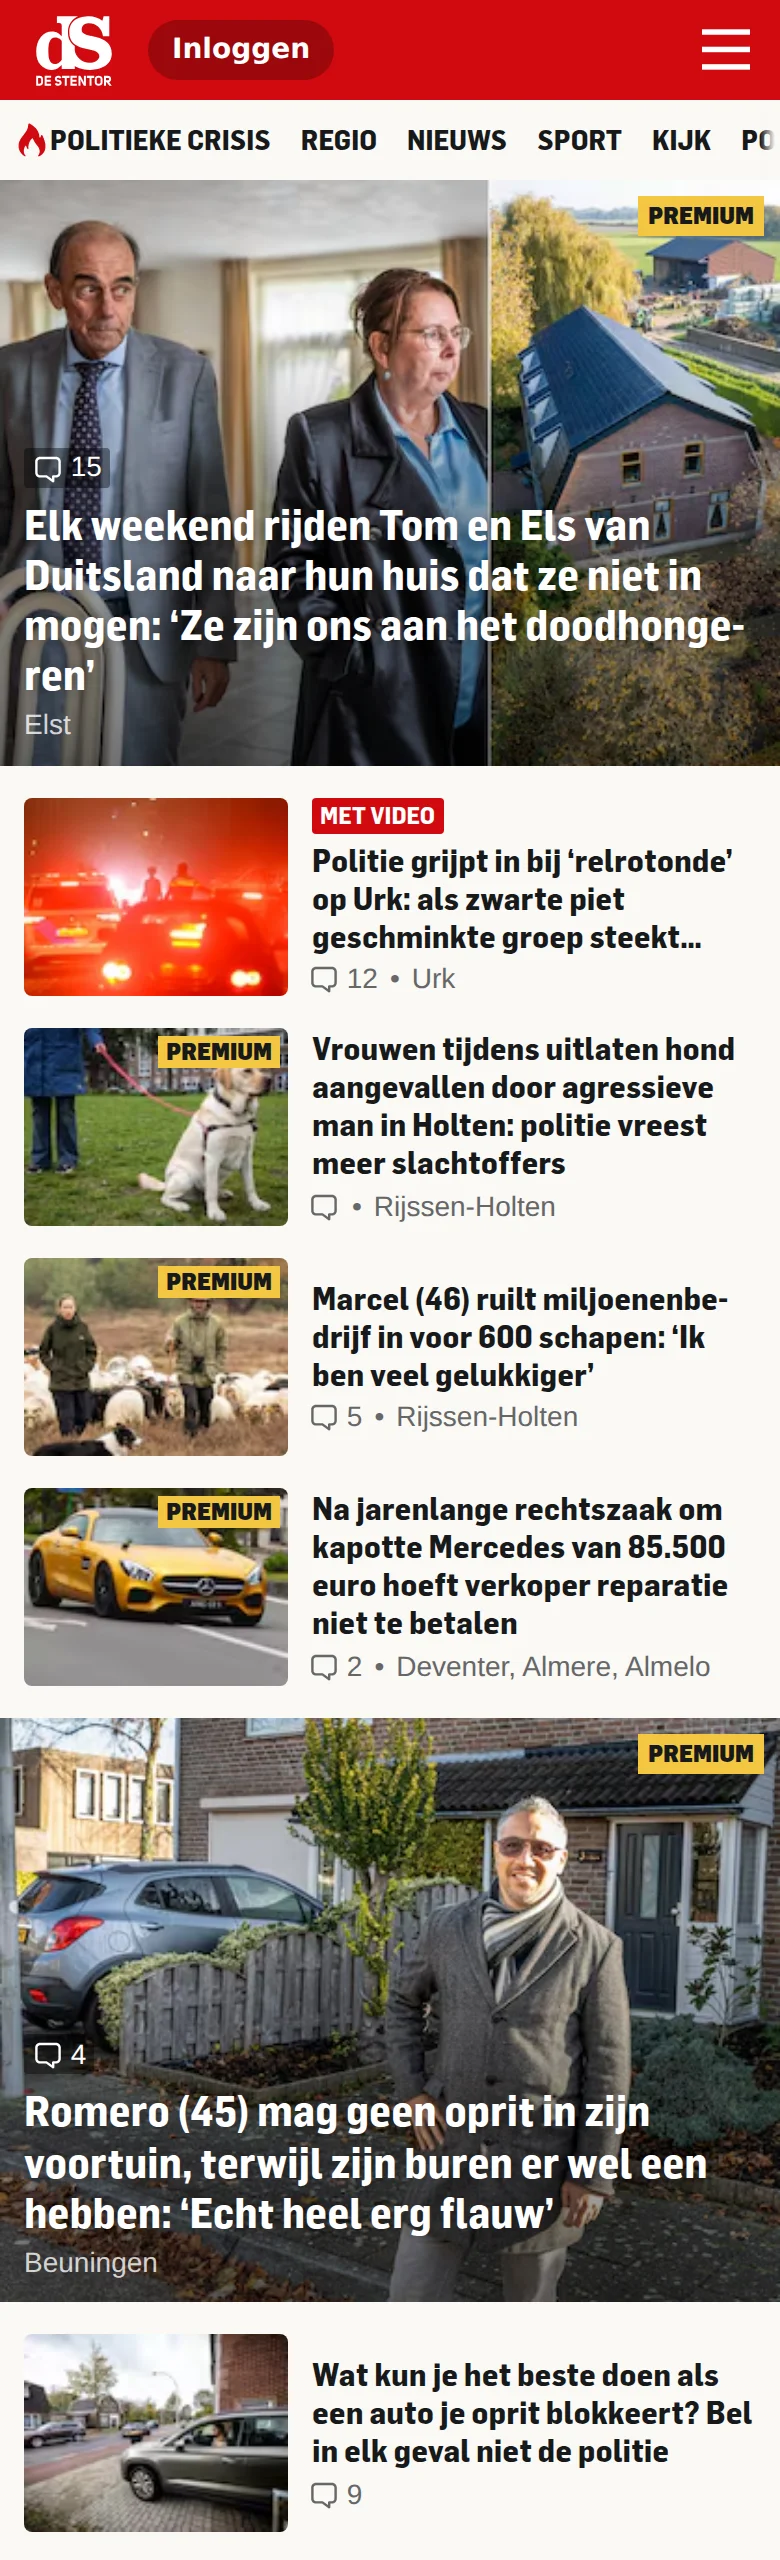 dS
DE STENTOR
Inloggen
POLITIEKE CRISIS REGIO NIEUWS SPORT KIJK PO
PREMIUM
15
Elk weekend rijden Tom en Els van
Duitsland naar hun huis dat ze niet in
mogen: ‘Ze zijn ons aan het doodhonge-
ren’
Elst
MET VIDEO
Politie grijpt in bij ‘relrotonde’
op Urk: als zwarte piet
geschminkte groep steekt...
12 • Urk
PREMIUM
Vrouwen tijdens uitlaten hond
aangevallen door agressieve
man in Holten: politie vreest
meer slachtoffers
• Rijssen-Holten
PREMIUM
Marcel (46) ruilt miljoenenbe-
drijf in voor 600 schapen: ‘Ik
ben veel gelukkiger’
5 • Rijssen-Holten
PREMIUM
Na jarenlange rechtszaak om
kapotte Mercedes van 85.500
euro hoeft verkoper reparatie
niet te betalen
2 • Deventer, Almere, Almelo
PREMIUM
4
Romero (45) mag geen oprit in zijn
voortuin, terwijl zijn buren er wel een
hebben: ‘Echt heel erg flauw’
Beuningen
Wat kun je het beste doen als
een auto je oprit blokkeert? Bel
in elk geval niet de politie
9